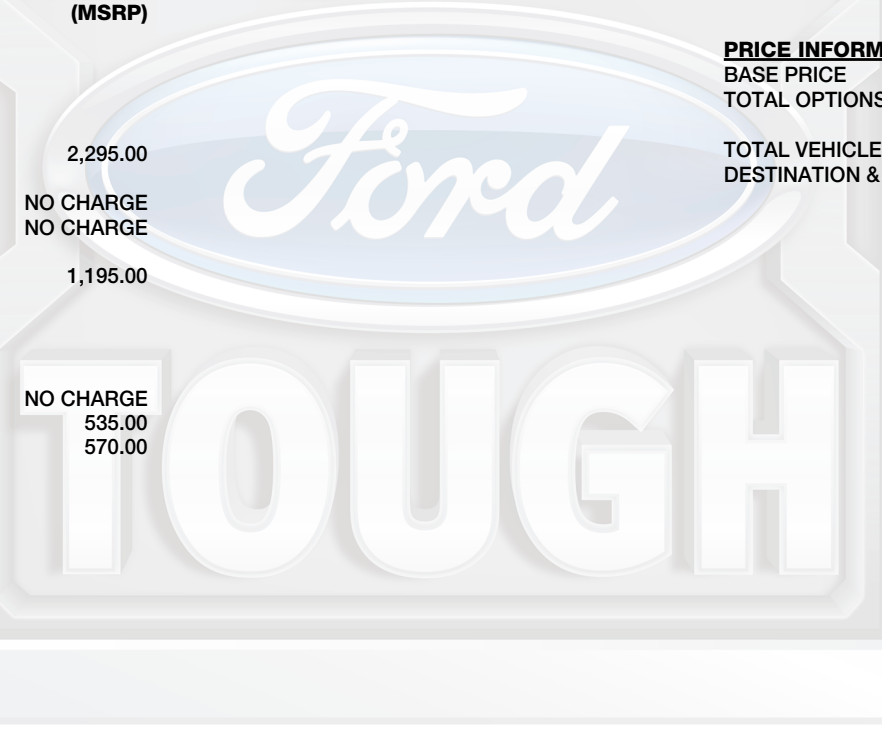 (MSRP)
2,295.00
NO CHARGE
NO CHARGE
1,195.00
NO CHARGE
535.00
570.00
PRICE
BASE PRICE
TOTAL OPTIONS
TOTAL VEHICLE
DESTINATION &
Ford
TOUGH